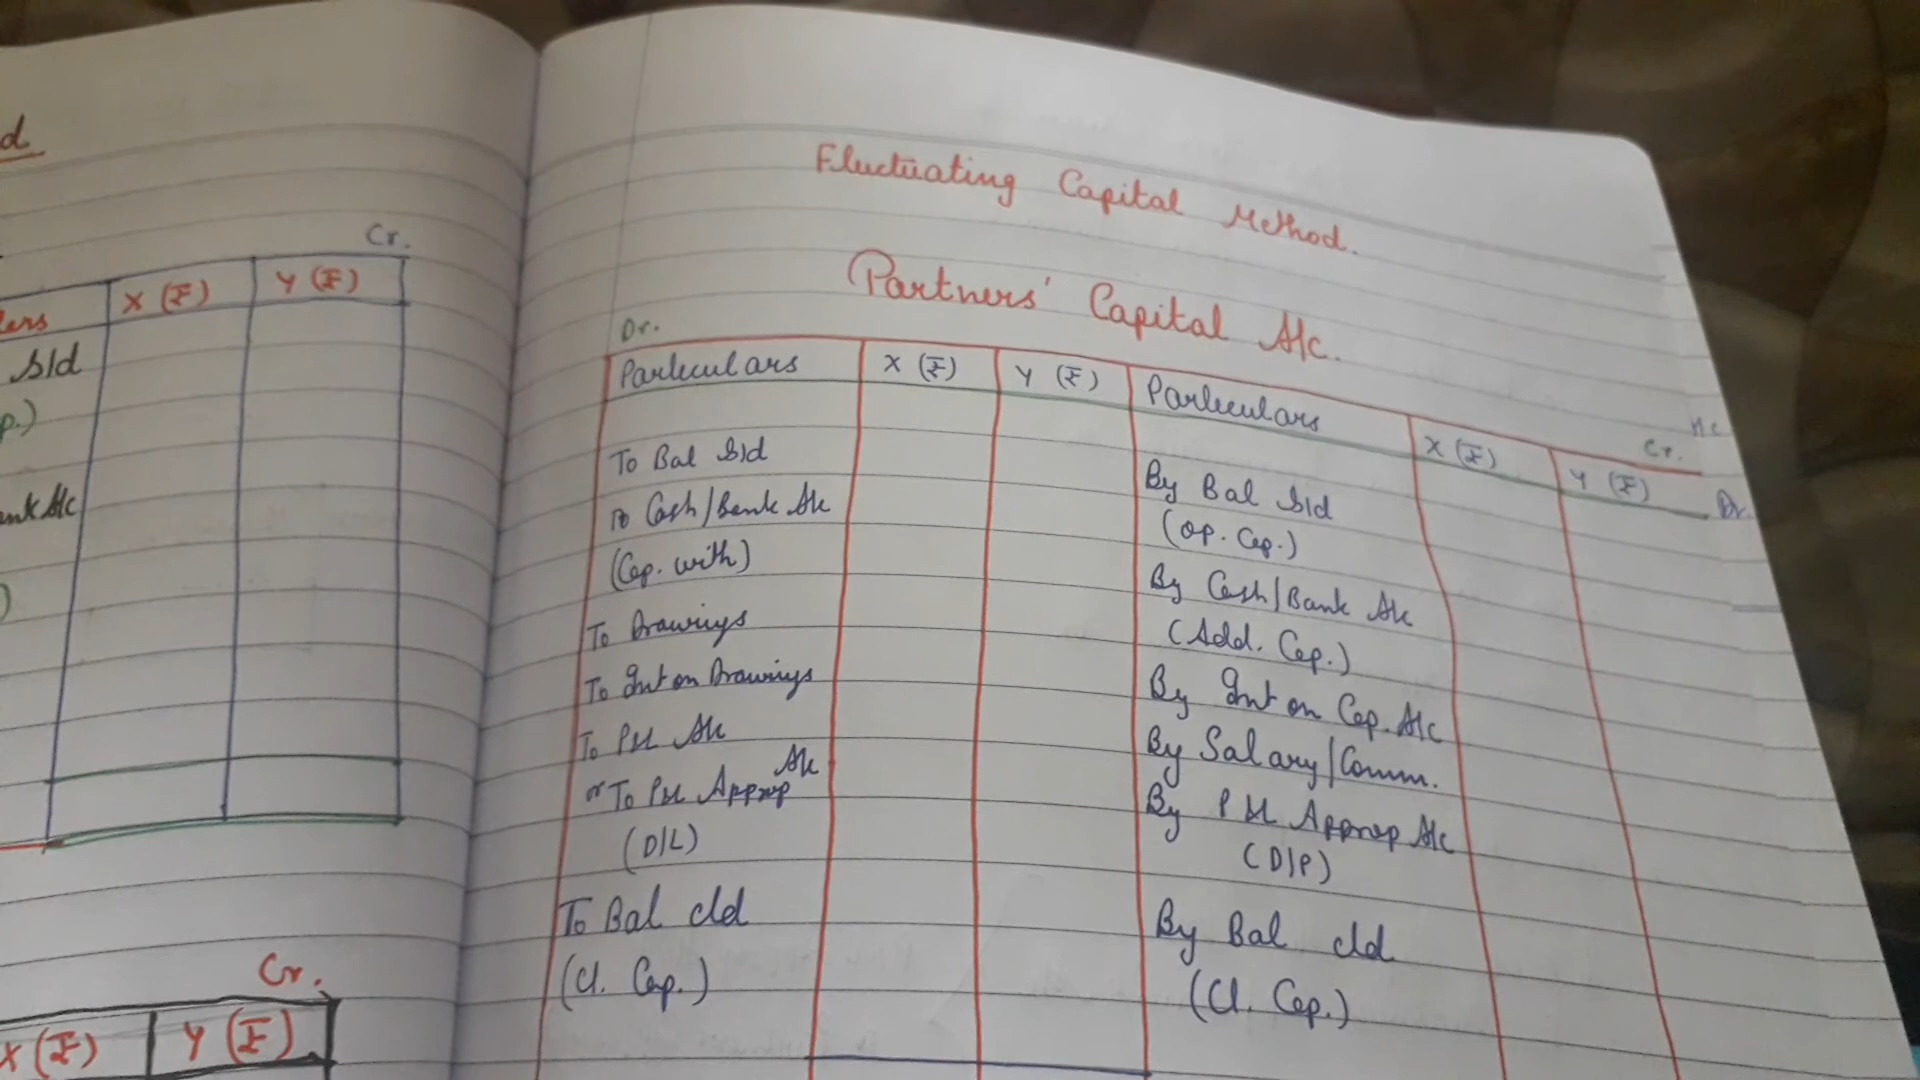 d
Cr.
X (₹) Y (₹)
b/d
p.)
ank A/c
)
Cr.
X (₹) Y (₹)
Fluctuating Capital Method.
Partners' Capital A/c.
Dr.
Cr.
Particulars X (₹) Y (₹) Particulars X (₹) Y (₹)
To Bal b/d
To Cash/Bank A/c
(Cap. with)
To Drawings
To Int on Drawings
To P&L A/c
or To P&L Approp A/c
(D/L)
To Bal c/d
(Cl. Cap.)
By Bal b/d
(Op. Cap.)
By Cash/Bank A/c
(Add. Cap.)
By Int on Cap. A/c
By Salary/Comm.
By P&L Approp A/c
(D/P)
By Bal c/d
(Cl. Cap.)
Dr